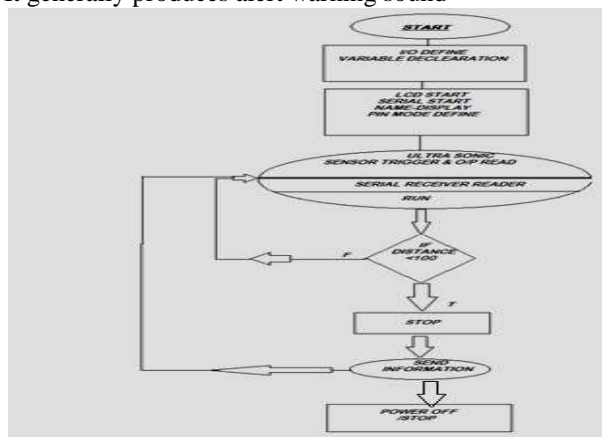 It generally produces alert warning sound
START
I/O DEFINE
VARIABLE DECLEARATION
LCD START
SERIAL START
NAME-DISPLAY
PIN MODE DEFINE
ULTRA SONIC
SENSOR TRIGGER & O/P READ
SERIAL RECEIVER READER
RUN
IF
DISTANCE
<100
F
T
STOP
SEND
INFORMATION
POWER OFF
/STOP